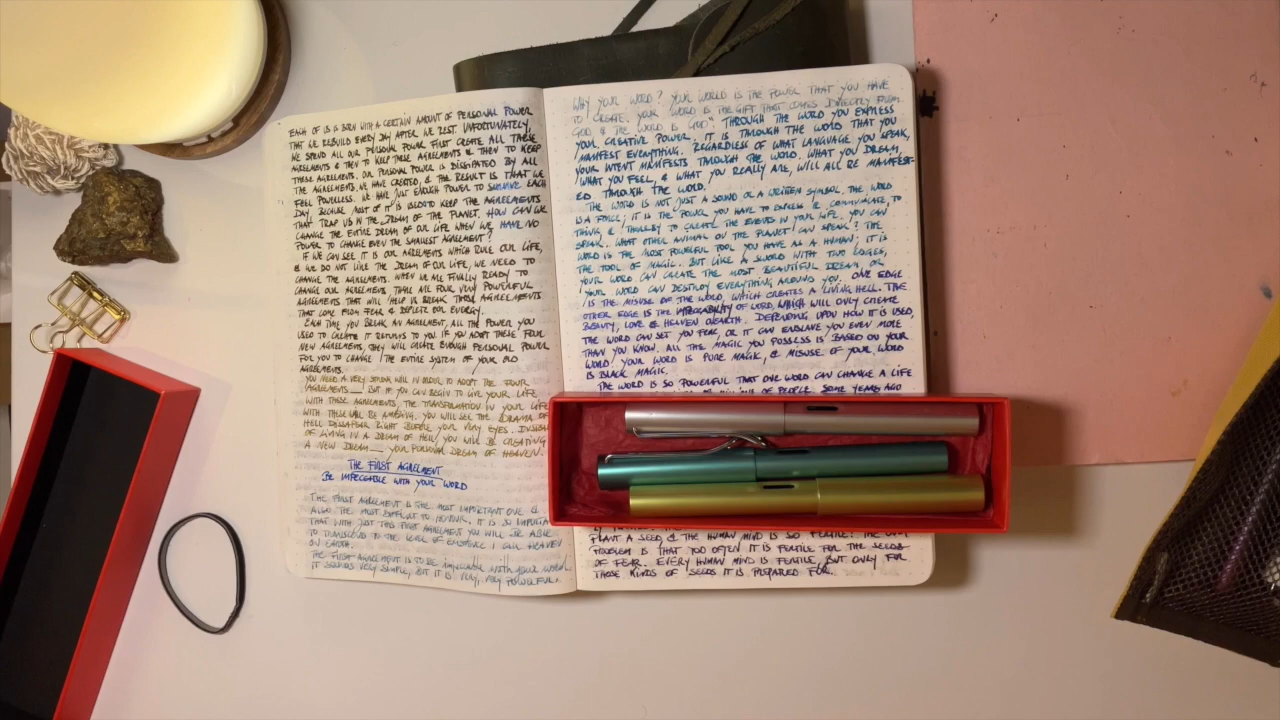 EACH OF US IS BORN WITH A CERTAIN AMOUNT OF PERSONAL POWER
THAT WE REBUILD EVERY DAY AFTER WE REST. UNFORTUNATELY,
WE SPEND ALL OUR PERSONAL POWER FIRST CREATE ALL THESE
AGREEMENTS & THEN TO KEEP THESE AGREEMENTS & THEN TO KEEP
THESE AGREEMENTS. OUR PERSONAL POWER IS DISSIPATED BY ALL
THE AGREEMENTS WE HAVE CREATED, & THE RESULT IS THAT WE
FEEL POWERLESS. WE HAVE JUST ENOUGH POWER TO SURVIVE EACH
DAY BECAUSE MOST OF IT IS USED TO KEEP THE AGREEMENTS
THAT TRAP US IN THE DREAM OF THE PLANET. HOW CAN WE
CHANGE THE ENTIRE DREAM OF OUR LIFE WHEN WE HAVE NO
POWER TO CHANGE EVEN THE SMALLEST AGREEMENT?
IF WE CAN SEE IT IS OUR AGREEMENTS WHICH RULE OUR LIFE,
& WE DO NOT LIKE THE DREAM OF OUR LIFE, WE NEED TO
CHANGE THE AGREEMENTS. WHEN WE ARE FINALLY READY TO
CHANGE OUR AGREEMENTS THERE ARE FOUR VERY POWERFUL
AGREEMENTS THAT WILL HELP US BREAK THOSE AGREEMENTS
THAT COME FROM FEAR & DEPLETE OUR ENERGY.
EACH TIME YOU BREAK AN AGREEMENT, ALL THE POWER YOU
USED TO CREATE IT RETURNS TO YOU. IF YOU ADOPT THESE FOUR
NEW AGREEMENTS, THEY WILL CREATE ENOUGH PERSONAL POWER
FOR YOU TO CHANGE THE ENTIRE SYSTEM OF YOUR OLD
AGREEMENTS.
YOU NEED A VERY STRONG WILL IN ORDER TO ADOPT THE FOUR
AGREEMENTS__ BUT IF YOU CAN BEGIN TO LIVE YOUR LIFE
WITH THESE AGREEMENTS, THE TRANSFORMATION IN YOUR LIFE
WITH THESE WILL BE AMAZING. YOU WILL SEE THE DRAMA OF
HELL DISSAPEAR RIGHT BEFORE YOUR VERY EYES. INSTEAD
OF LIVING IN A DREAM OF HELL, YOU WILL BE CREATING
A NEW DREAM__ YOUR PERSONAL DREAM OF HEAVEN.
THE FIRST AGREEMENT
BE IMPECCABLE WITH YOUR WORD
THE FIRST AGREEMENT IS THE MOST IMPORTANT ONE &
ALSO THE MOST DIFFICULT TO HONOUR. IT IS SO
THAT WITH JUST THIS FIRST AGREEMENT YOU WILL BE ABLE
TO TRANSCEND TO THE LEVEL OF EXISTENCE I CALL HEAVEN
ON EARTH.
THE FIRST AGREEMENT IS TO BE IMPECCABLE WITH YOUR WORD.
IT SOUNDS VERY SIMPLE, BUT IT IS VERY, VERY POWERFUL.
WHY YOUR WORD? YOUR WORLD IS THE POWER THAT YOU HAVE
TO CREATE. YOUR WORD IS THE GIFT THAT COMES DIRECTLY FROM
GOD & THE WORD IS GOD" THROUGH THE WORD YOU EXPRESS
YOUR CREATIVE POWER. IT IS THROUGH THE WORD THAT YOU
MANIFEST EVERYTHING. REGARDLESS OF WHAT LANGUAGE YOU SPEAK,
YOUR INTENT MANIFESTS THROUGH THE WORD. WHAT YOU DREAM,
WHAT YOU FEEL, & WHAT YOU REALLY ARE, WILL ALL BE MANIFEST-
ED THROUGH THE WORD.
THE WORD IS NOT JUST A SOUND OR A WRITTEN SYMBOL. THE WORD
IS A FORCE; IT IS THE POWER YOU HAVE TO EXPRESS & COMMUNICATE, TO
THINK & THEREBY TO CREATE THE EVENTS IN YOUR LIFE. YOU CAN
SPEAK. WHAT OTHER ANIMAL ON THE PLANET CAN SPEAK? THE
WORD IS THE MOST POWERFUL TOOL YOU HAVE AS A HUMAN; IT IS
THE TOOL OF MAGIC. BUT LIKE A SWORD WITH TWO EDGES,
YOUR WORD CAN CREATE THE MOST BEAUTIFUL DREAM, OR
YOUR WORD CAN DESTROY EVERYTHING AROUND YOU. ONE EDGE
IS THE MISUSE OF THE WORD, WHICH CREATES A LIVING HELL. THE
OTHER EDGE IS THE OF WORD, WHICH WILL ONLY CREATE
BEAUTY, LOVE & HEAVEN ON EARTH. DEPENDING UPON HOW IT IS USED,
THE WORD CAN SET YOU FREE, OR IT CAN ENSLAVE YOU EVEN MORE
THAN YOU KNOW. ALL THE MAGIC YOU POSSESS IS BASED ON YOUR
WORD. YOUR WORD IS PURE MAGIC, & MISUSE OF YOUR WORD
IS BLACK MAGIC.
THE WORD IS SO POWERFUL THAT ONE WORD CAN CHANGE A LIFE
OF PEOPLE. SOME YEARS AGO
PLANT A SEED, & THE HUMAN MIND IS SO FERTILE! THE ONLY
PROBLEM IS THAT TOO OFTEN IT IS FERTILE FOR THE SEEDS
OF FEAR. EVERY HUMAN MIND IS FERTILE, BUT ONLY FOR
THOSE KINDS OF SEEDS IT IS PREPARED FOR.